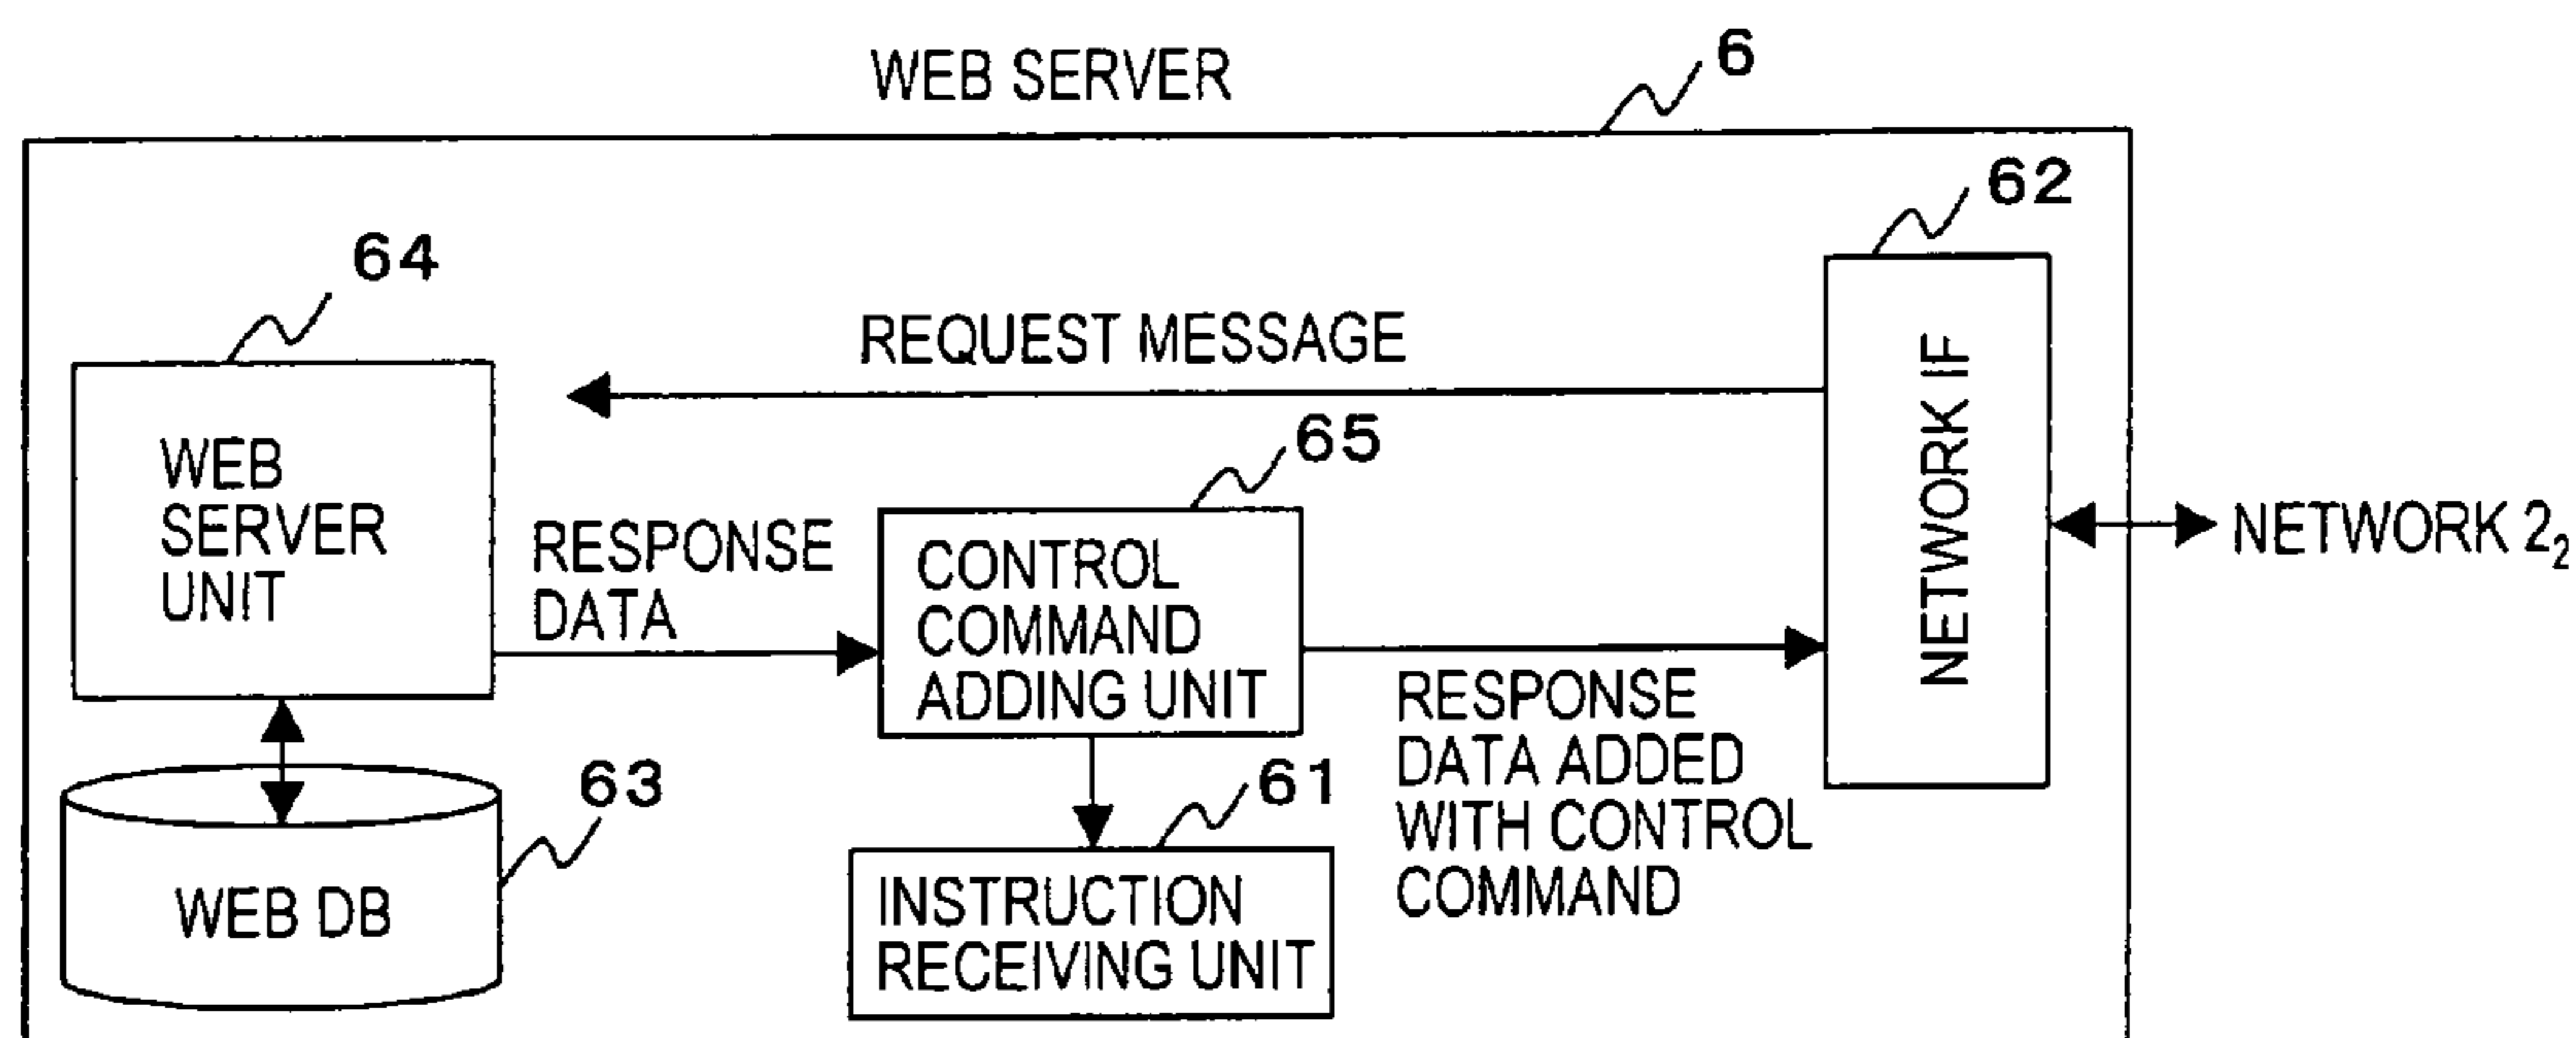 WEB SERVER
6
62
64
REQUEST MESSAGE
NETWORK IF
65
WEB
SERVER
UNIT
RESPONSE
DATA
CONTROL
COMMAND
ADDING UNIT
NETWORK 2₂
RESPONSE
DATA ADDED
WITH CONTROL
COMMAND
63
61
WEB DB
INSTRUCTION
RECEIVING UNIT